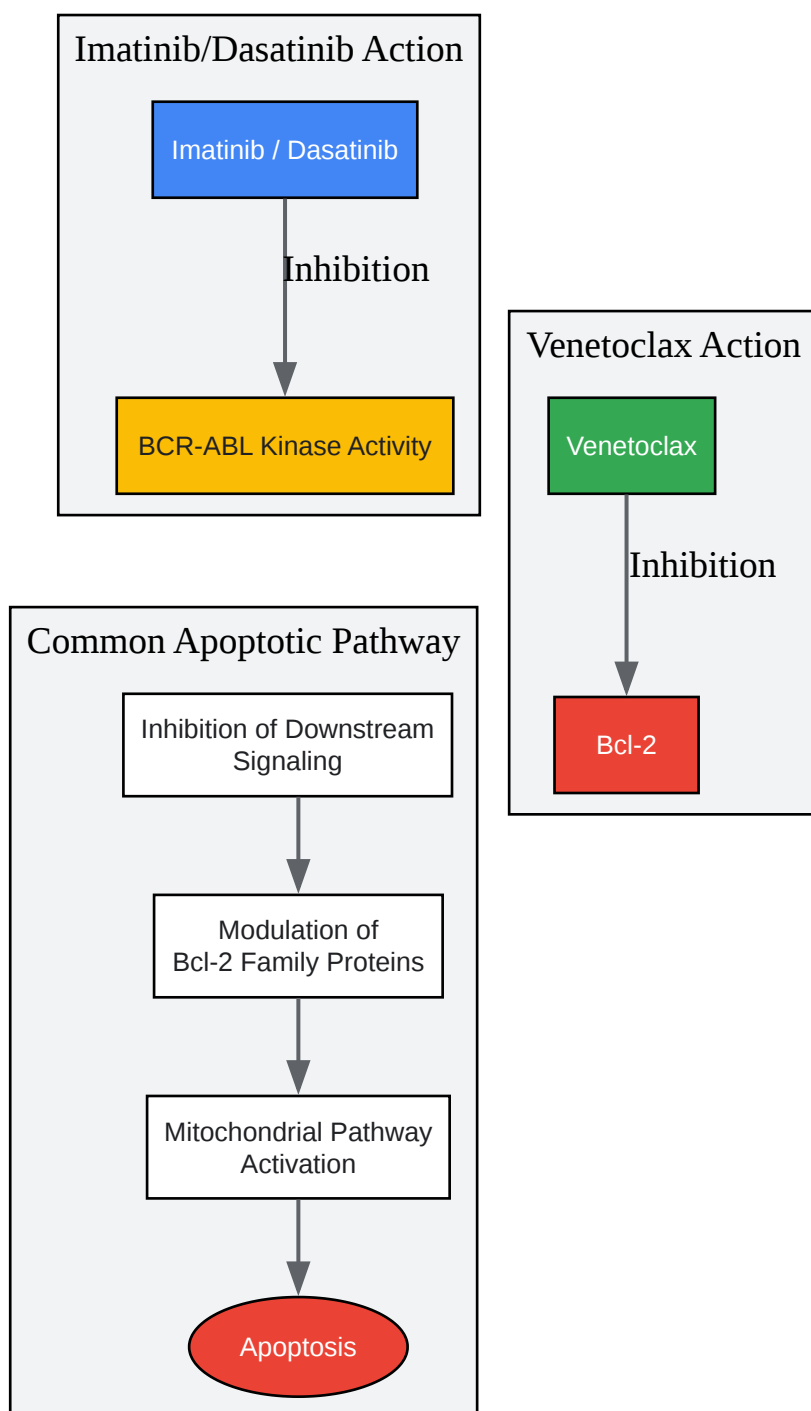 Imatinib/Dasatinib Action
Imatinib / Dasatinib
Inhibition
BCR-ABL Kinase Activity
Venetoclax Action
Venetoclax
Inhibition
Bcl-2
Common Apoptotic Pathway
Inhibition of Downstream
Signaling
Modulation of
Bcl-2 Family Proteins
Mitochondrial Pathway
Activation
Apoptosis